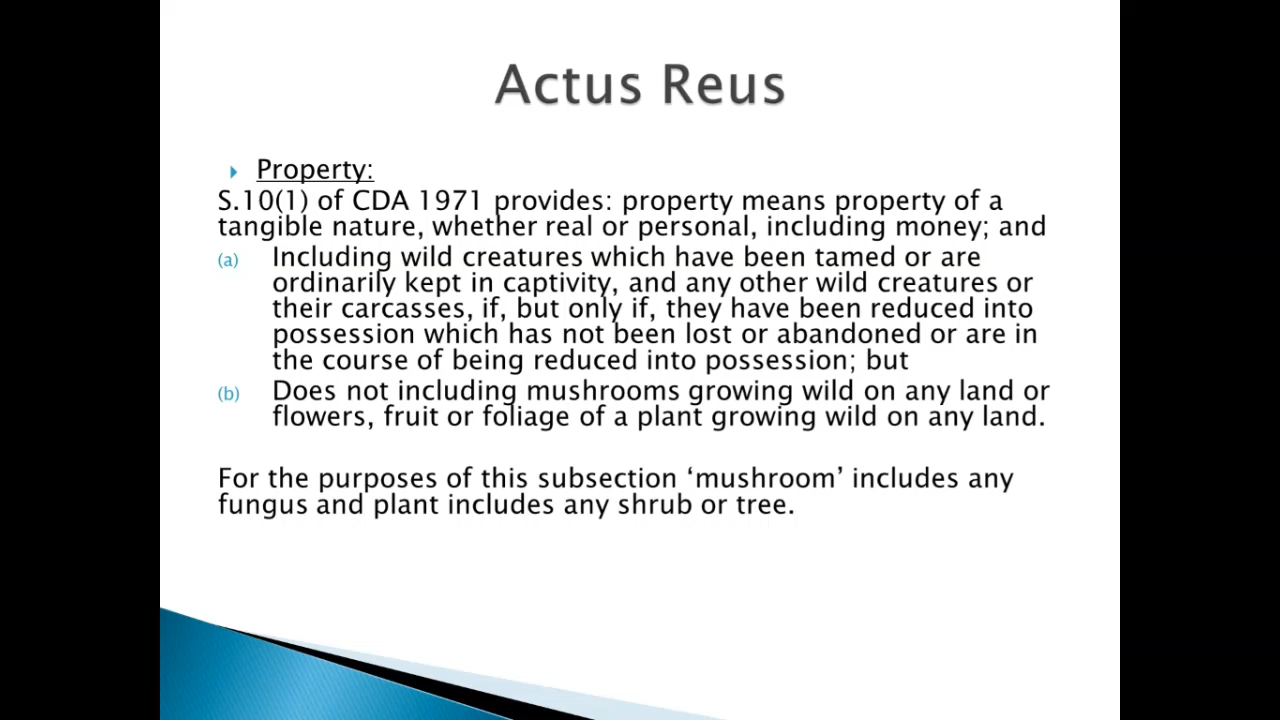 Actus Reus
Property:
S.10(1) of CDA 1971 provides: property means property of a
tangible nature, whether real or personal, including money; and
(a) Including wild creatures which have been tamed or are
ordinarily kept in captivity, and any other wild creatures or
their carcasses, if, but only if, they have been reduced into
possession which has not been lost or abandoned or are in
the course of being reduced into possession; but
(b) Does not including mushrooms growing wild on any land or
flowers, fruit or foliage of a plant growing wild on any land.
For the purposes of this subsection ‘mushroom’ includes any
fungus and plant includes any shrub or tree.